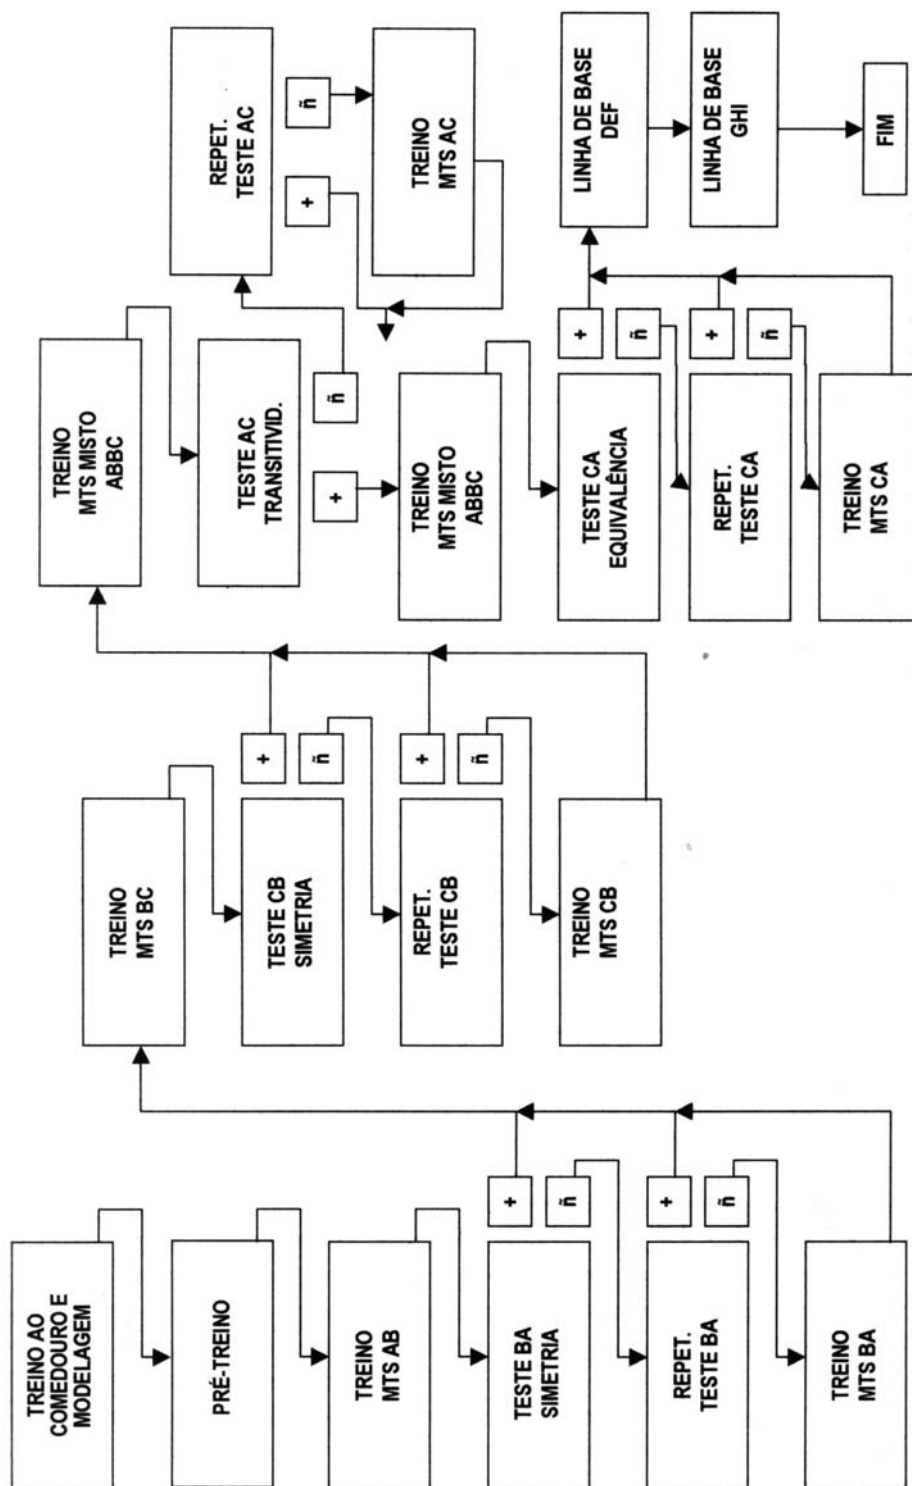 TREINO AO
COMEDOURO E
MODELAGEM
PRÉ-TREINO
TREINO
MTS AB
TESTE BA
SIMETRIA
+
ñ
REPET.
TESTE BA
+
ñ
TREINO
MTS BA
TREINO
MTS BC
TESTE CB
SIMETRIA
+
ñ
REPET.
TESTE CB
+
ñ
TREINO
MTS CB
TREINO
MTS MISTO
ABBC
TESTE AC
TRANSITIVID.
+
ñ
REPET.
TESTE AC
+
ñ
TREINO
MTS AC
TREINO
MTS MISTO
ABBC
TESTE CA
EQUIVALÊNCIA
+
ñ
REPET.
TESTE CA
+
ñ
TREINO
MTS CA
LINHA DE BASE
DEF
LINHA DE BASE
GHI
FIM